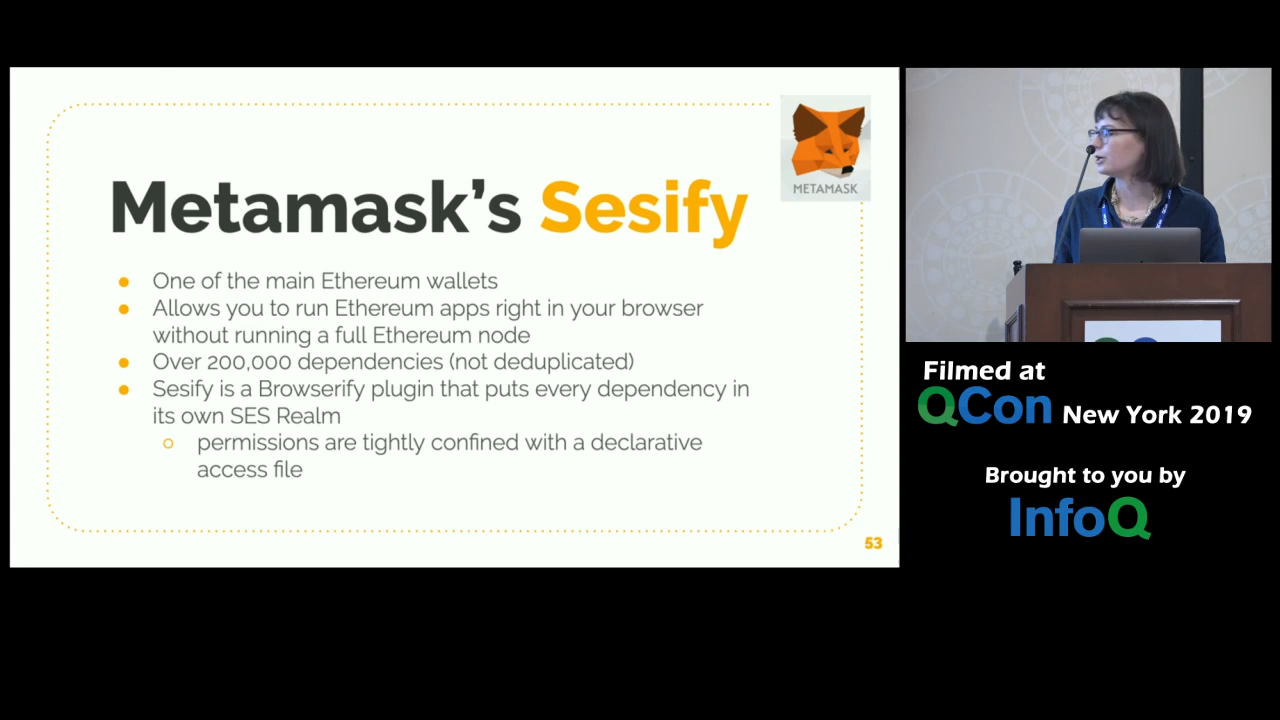 METAMASK
Metamask's Sesify
● One of the main Ethereum wallets
● Allows you to run Ethereum apps right in your browser
without running a full Ethereum node
● Over 200,000 dependencies (not deduplicated)
● Sesify is a Browserify plugin that puts every dependency in
its own SES Realm
○ permissions are tightly confined with a declarative
access file
53
Filmed at
QCon New York 2019
Brought to you by
InfoQ